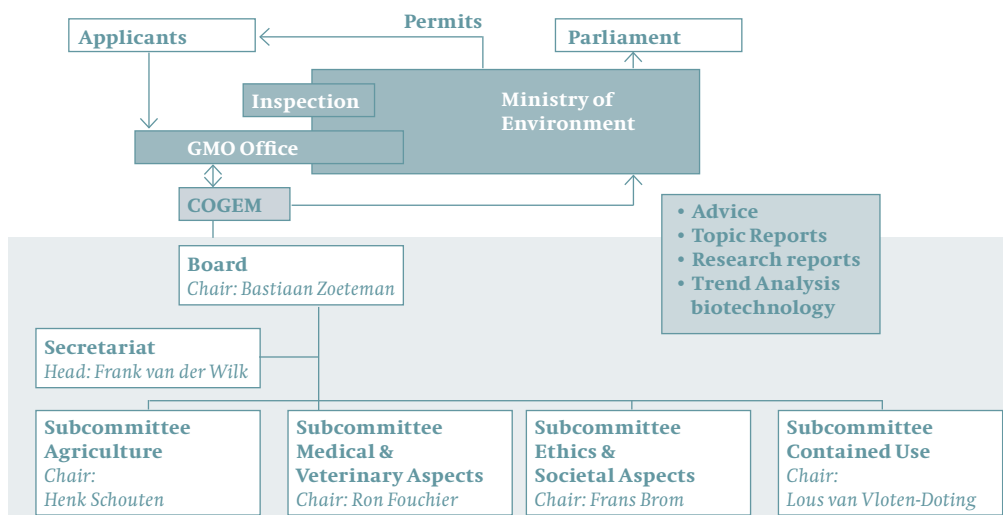 Permits
Applicants
Parliament
Inspection
Ministry of
Environment
GMO Office
COGEM
• Advice
• Topic Reports
• Research reports
• Trend Analysis
biotechnology
Board
Chair: Bastiaan Zoeteman
Secretariat
Head: Frank van der Wilk
Subcommittee
Agriculture
Chair:
Henk Schouten
Subcommittee
Medical &
Veterinary Aspects
Chair: Ron Fouchier
Subcommittee
Ethics &
Societal Aspects
Chair: Frans Brom
Subcommittee
Contained Use
Chair:
Lous van Vloten-Doting